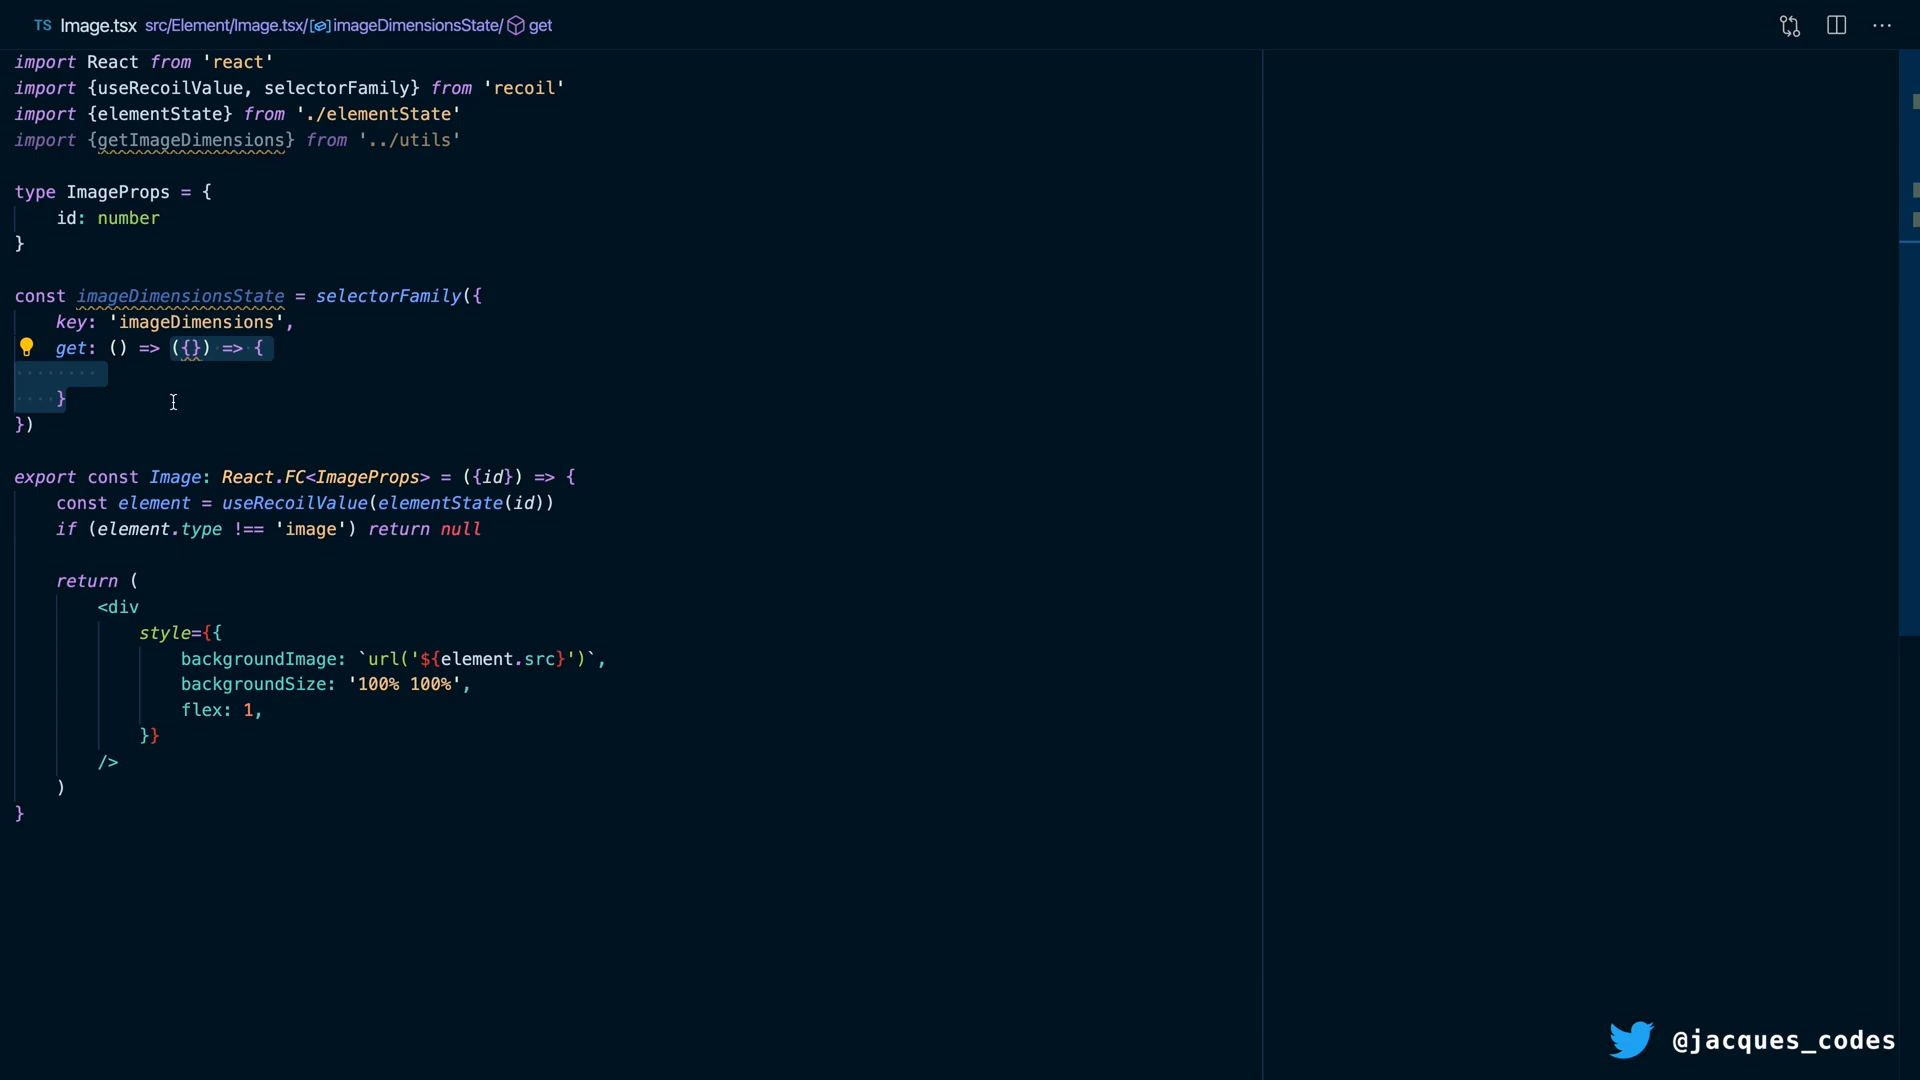 TS Image.tsx src/Element/Image.tsx/imageDimensionsState/get
import React from 'react'
import {useRecoilValue, selectorFamily} from 'recoil'
import {elementState} from './elementState'
import {getImageDimensions} from '../utils'
type ImageProps = {
id: number
}
const imageDimensionsState = selectorFamily({
key: 'imageDimensions',
get: () => ({}) => {
}
})
export const Image: React.FC<ImageProps> = ({id}) => {
const element = useRecoilValue(elementState(id))
if (element.type !== 'image') return null
return (
<div
style={{
backgroundImage: `url('${element.src}')`,
backgroundSize: '100% 100%',
flex: 1,
}}
/>
)
}
@jacques_codes